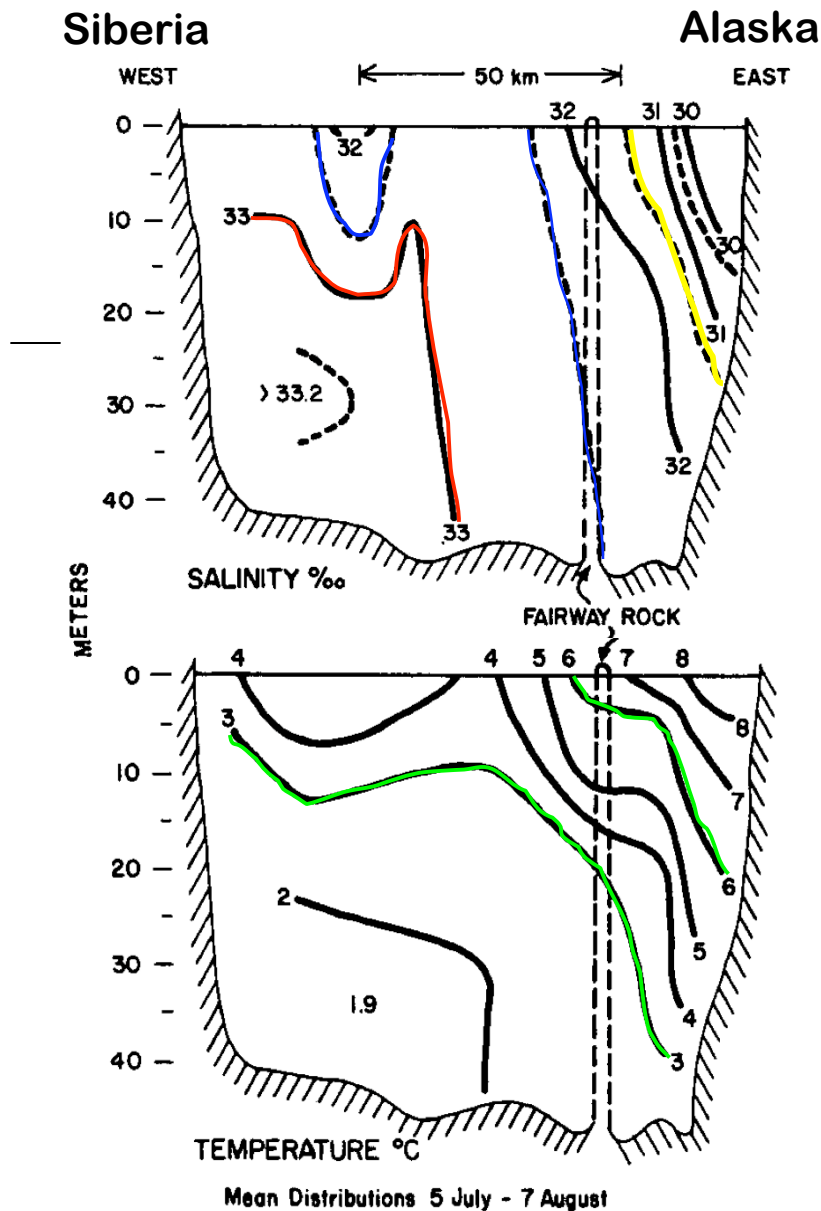 Siberia Alaska
WEST 50 km EAST
32 31 30
0
32
10
33
30
20
31
> 33.2
30
32
40
33
METERS
SALINITY ‰
FAIRWAY ROCK
4 4 5 6 7 8
0
3
8
10
7
20
6
2
5
30
1.9
4
40
3
TEMPERATURE °C
Mean Distributions 5 July - 7 August